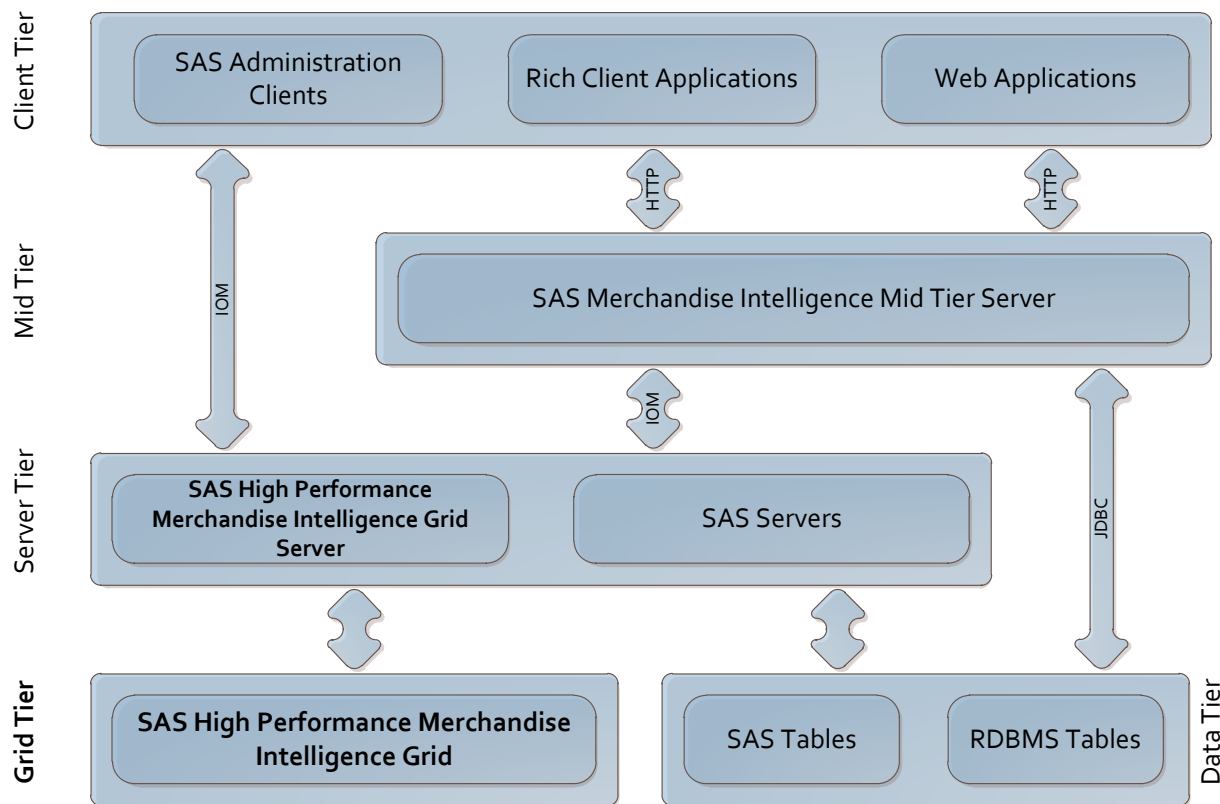 Client Tier
SAS Administration
Clients
Rich Client Applications
Web Applications
HTTP
HTTP
IOM
Mid Tier
SAS Merchandise Intelligence Mid Tier Server
IOM
JDBC
Server Tier
SAS High Performance
Merchandise Intelligence Grid
Server
SAS Servers
Grid Tier
SAS High Performance Merchandise
Intelligence Grid
SAS Tables
RDBMS Tables
Data Tier